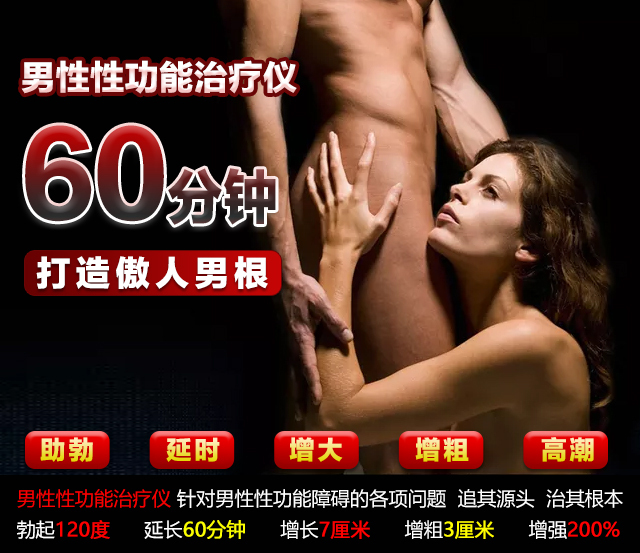 男性性功能治疗仪
60分钟
打造傲人男根
助勃 延时 增大 增粗 高潮
男性性功能治疗仪 针对男性性功能障碍的各项问题 追其源头 治其根本
勃起120度 延长60分钟 增长7厘米 增粗3厘米 增强200%